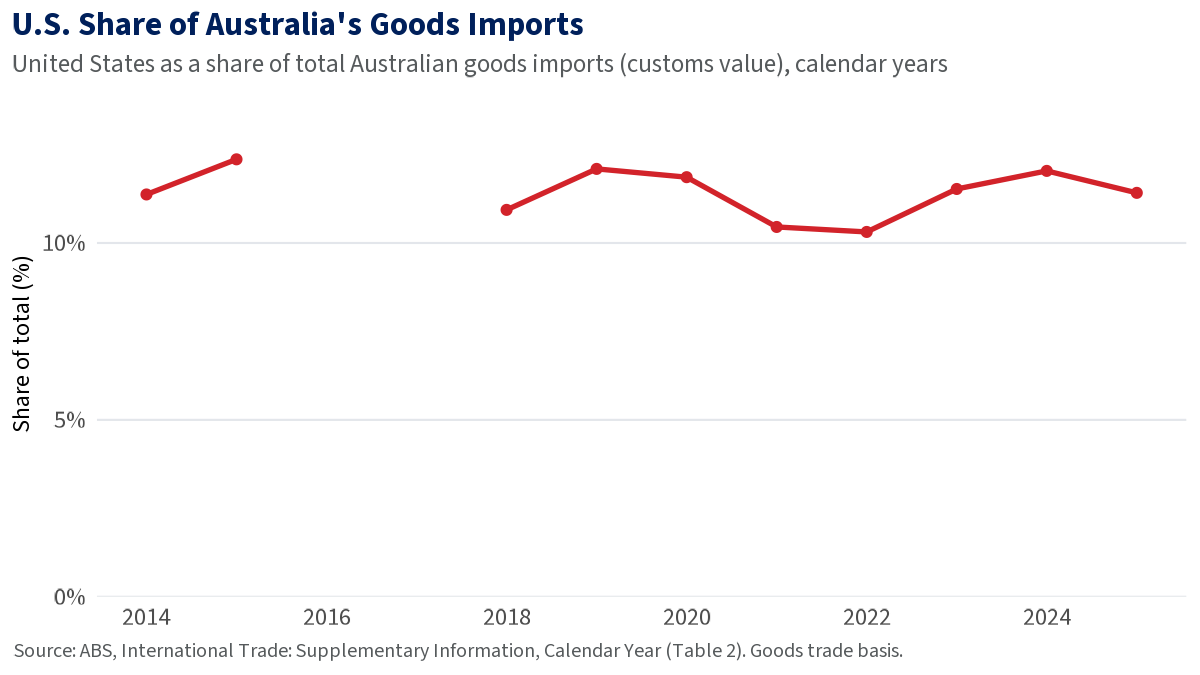 U.S. Share of Australia's Goods Imports
United States as a share of total Australian goods imports (customs value), calendar years
Share of total (%)
10%
5%
0%
2014 2016 2018 2020 2022 2024
Source: ABS, International Trade: Supplementary Information, Calendar Year (Table 2). Goods trade basis.